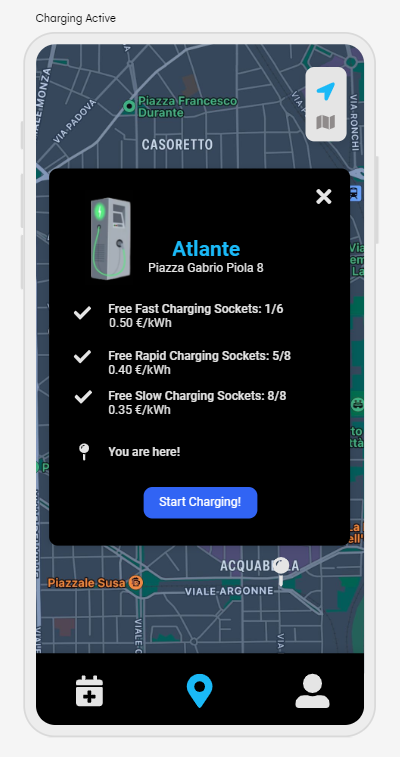 Charging Active
VIALE MONZA
VIA PADOVA
Piazza Francesco
Durante
CASORETTO
VIA RONCHI
Atlante
Piazza Gabrio Piola 8
Free Fast Charging Sockets: 1/6
0.50 €/kWh
Free Rapid Charging Sockets: 5/8
0.40 €/kWh
Free Slow Charging Sockets: 8/8
0.35 €/kWh
You are here!
Start Charging!
Piazzale Susa
VIALE ARGONNE